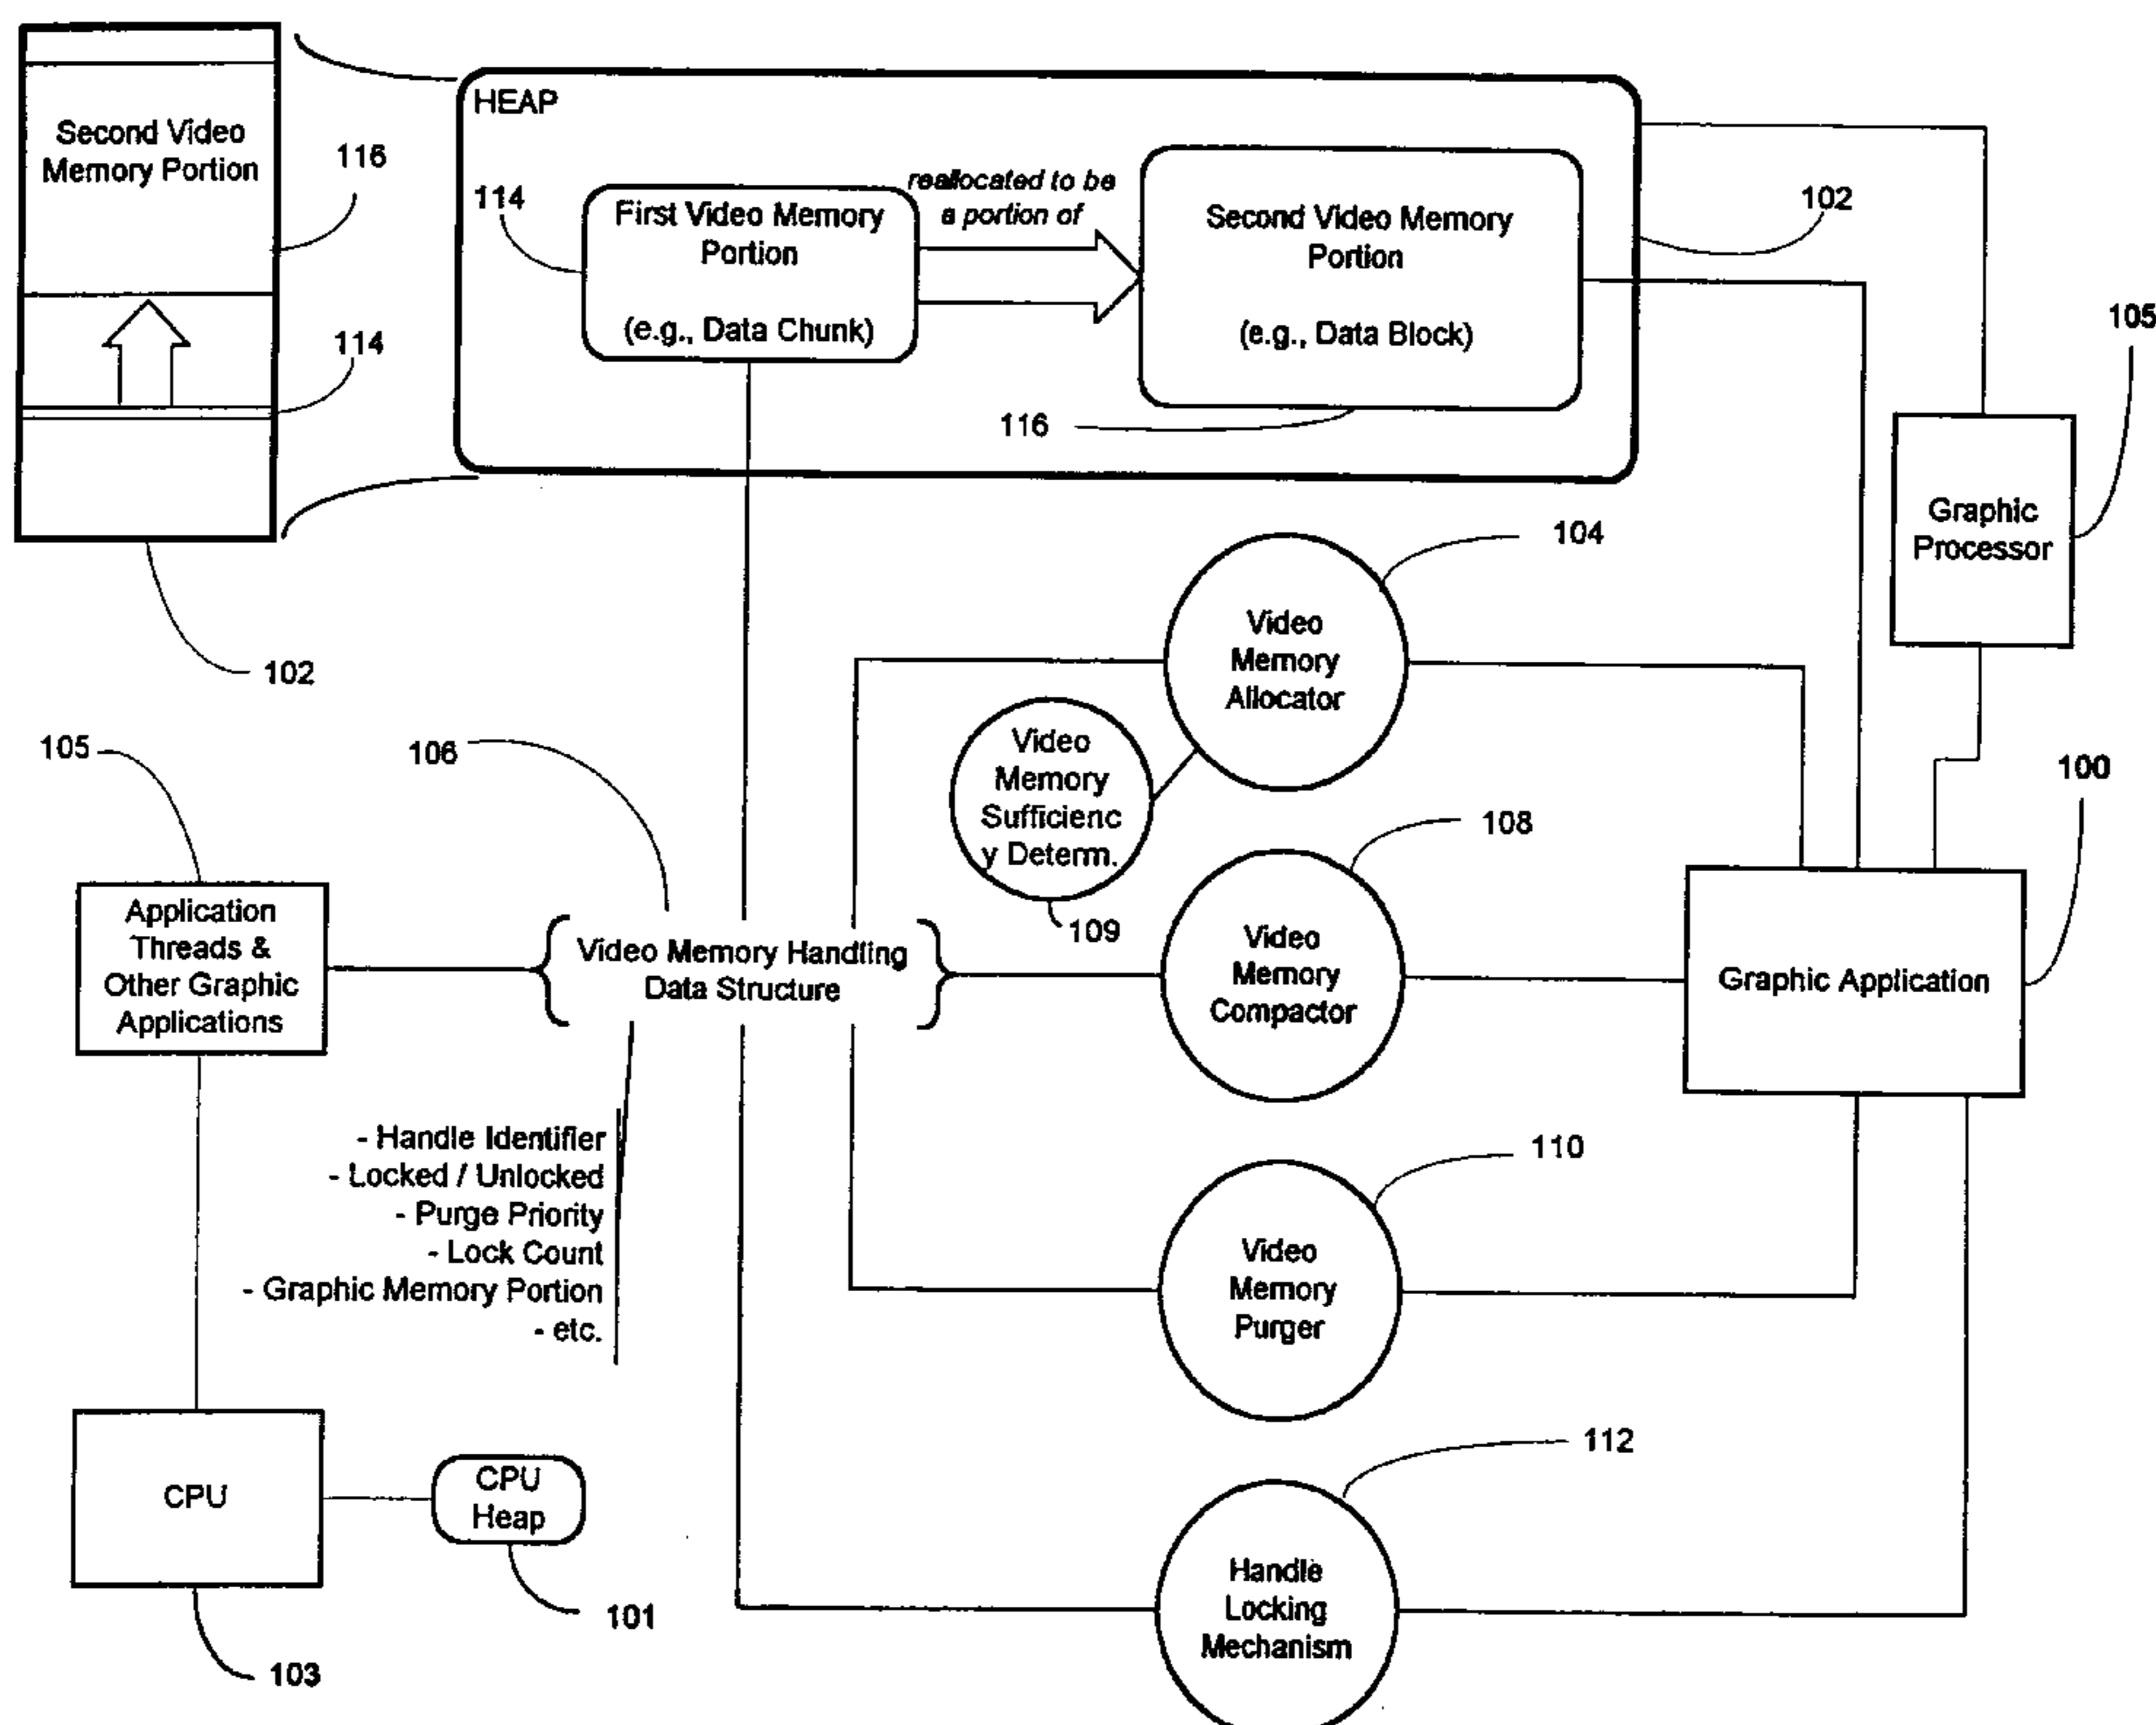 HEAP
Second Video
Memory Portion
116
114
102
114
First Video Memory
Portion
(e.g., Data Chunk)
reallocated to be
a portion of
Second Video Memory
Portion
(e.g., Data Block)
116
102
105
Graphic
Processor
104
Video
Memory
Allocator
Video
Memory
Sufficienc
y Determ.
109
105
106
Application
Threads &
Other Graphic
Applications
Video Memory Handling
Data Structure
108
Video
Memory
Compactor
100
Graphic Application
- Handle Identifier
- Locked / Unlocked
- Purge Priority
- Lock Count
- Graphic Memory Portion
- etc.
110
Video
Memory
Purger
CPU
103
CPU
Heap
101
112
Handle
Locking
Mechanism